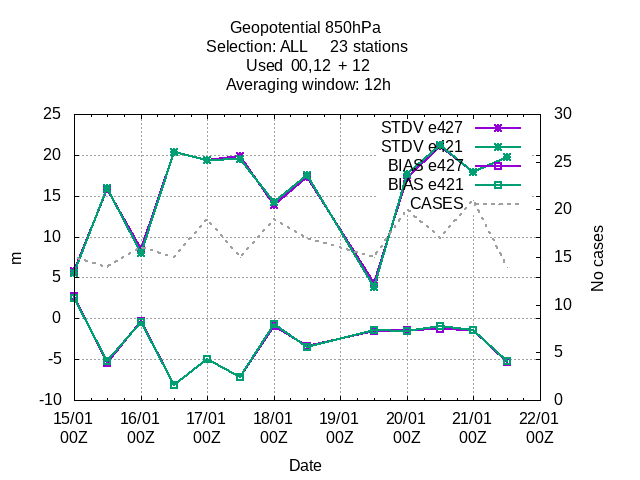 Geopotential 850hPa
Selection: ALL 23 stations
Used 00,12 + 12
Averaging window: 12h
25
20
15
10
5
0
-5
-10
m
30
25
20
15
10
5
0
No cases
STDV e427
STDV e421
BIAS e427
BIAS e421
CASES
15/01 16/01 17/01 18/01 19/01 20/01 21/01 22/01
00Z 00Z 00Z 00Z 00Z 00Z 00Z 00Z
Date